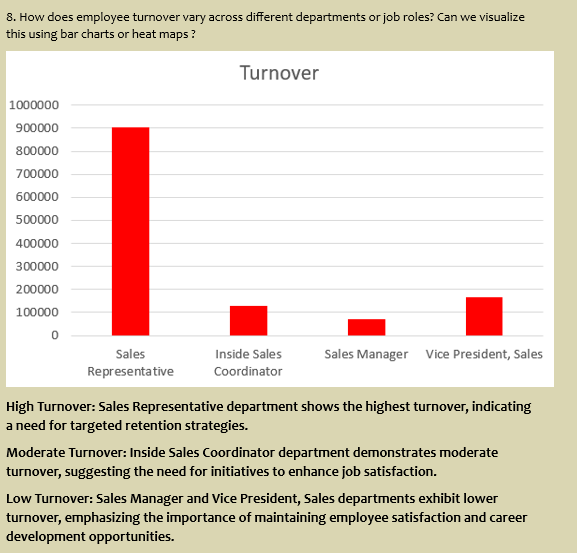 8. How does employee turnover vary across different departments or job roles? Can we visualize
this using bar charts or heat maps ?
Turnover
1000000
900000
800000
700000
600000
500000
400000
300000
200000
100000
0
Sales
Representative
Inside Sales
Coordinator
Sales Manager
Vice President, Sales
High Turnover: Sales Representative department shows the highest turnover, indicating
a need for targeted retention strategies.
Moderate Turnover: Inside Sales Coordinator department demonstrates moderate
turnover, suggesting the need for initiatives to enhance job satisfaction.
Low Turnover: Sales Manager and Vice President, Sales departments exhibit lower
turnover, emphasizing the importance of maintaining employee satisfaction and career
development opportunities.